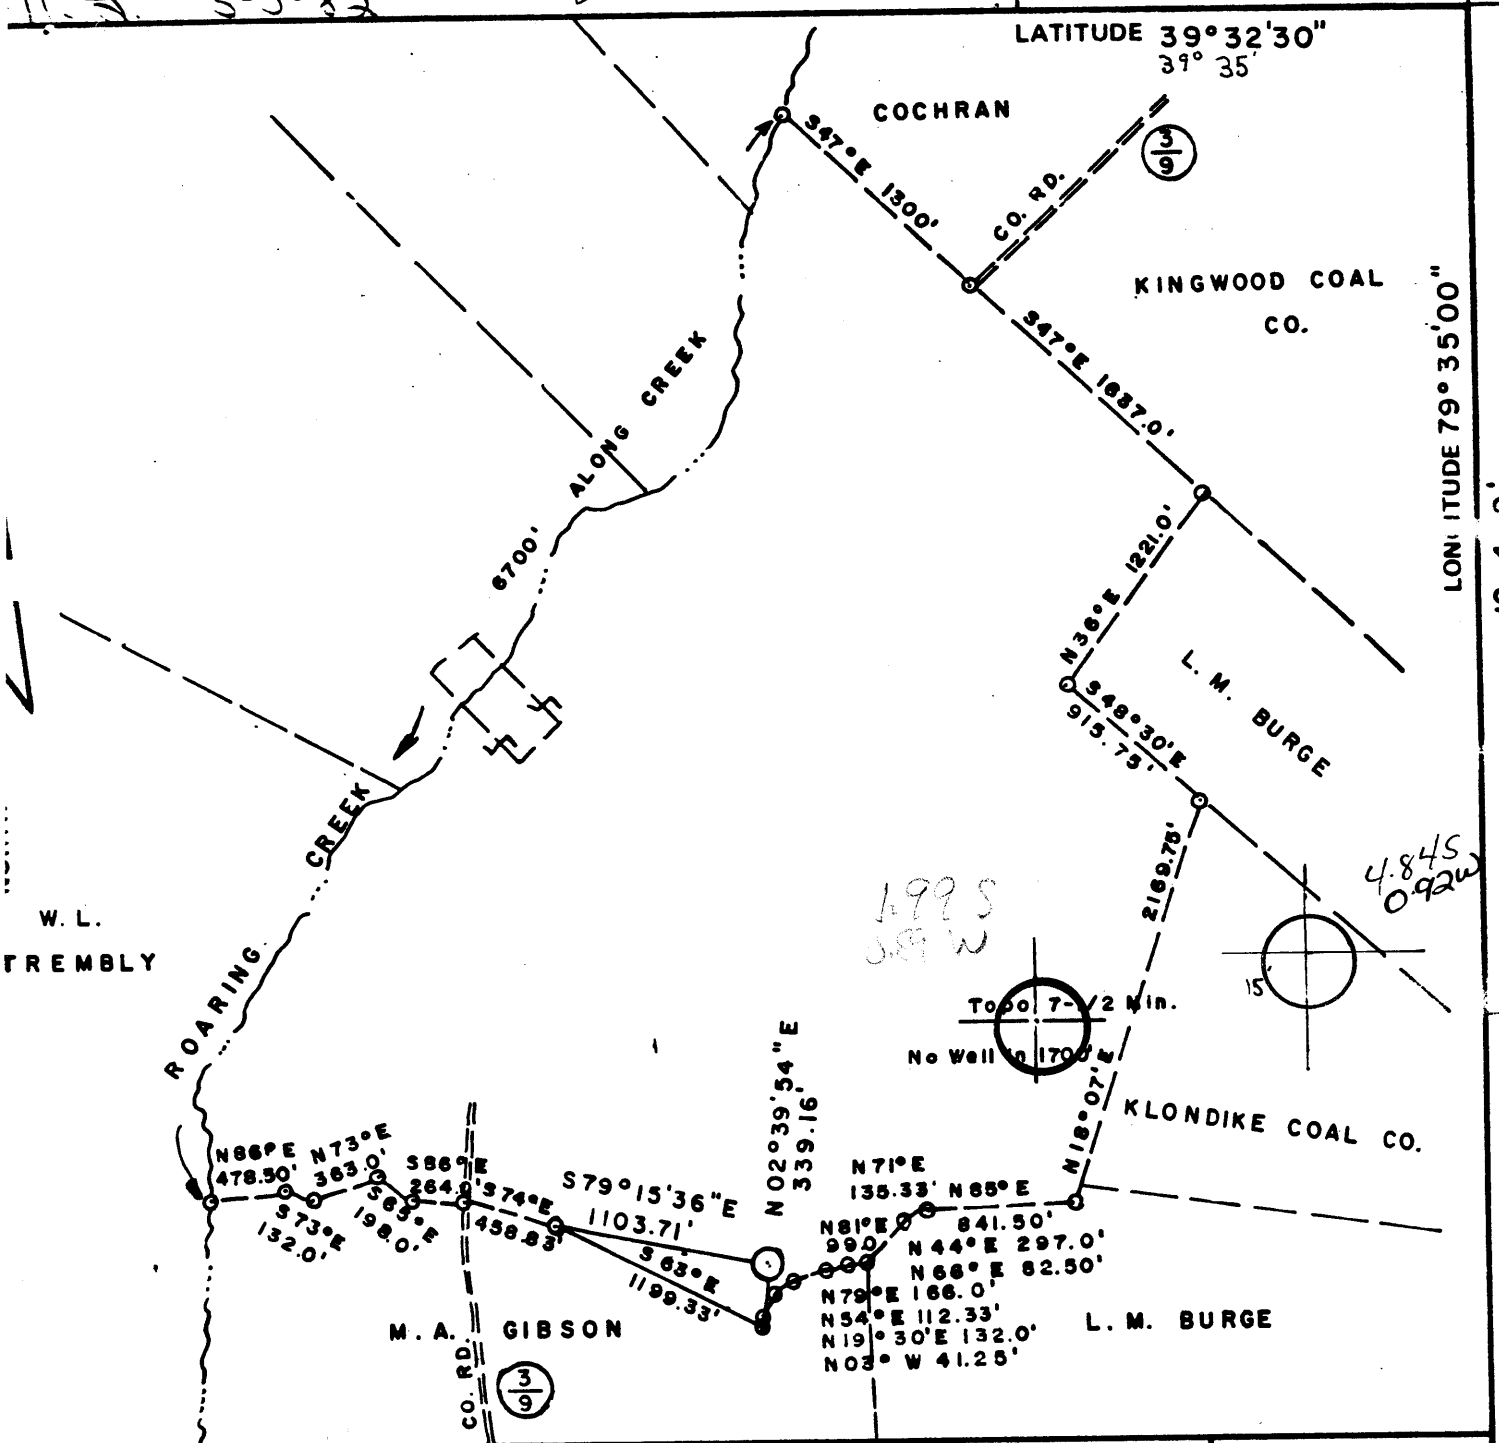 LATITUDE 39°32'30"
39° 35'
COCHRAN
3
9
S47°E 1300'
CO. RD.
KINGWOOD COAL
CO.
S47°E 1637.0'
LONGITUDE 79°35'00"
ALONG CREEK
6700'
N36°E 1221.0'
L. M. BURGE
S48°30'E
915.75'
CREEK
2169.75'
4.84S
0.92W
W. L.
TREMBLY
1.99 S
ROARING
15'
Topo 7-1/2 Min.
No Well in 1700'
N02°39'54"E
339.16'
N18°07'E
KLONDIKE COAL CO.
N86°E
478.50'
N73°E
363.0'
S86°E
264.0'
S74°E
458.83'
S79°15'36"E
1103.71'
N71°E
135.33'
N85°E
841.50'
S73°E
132.0'
S65°E
198.0'
S63°E
1199.33'
N81°E
99.0
N44°E 297.0'
N66°E 82.50'
N79°E 166.0'
N54°E 112.33'
N19°30'E 132.0'
N03°W 41.25'
M. A. GIBSON
L. M. BURGE
CO. RD.
3
9